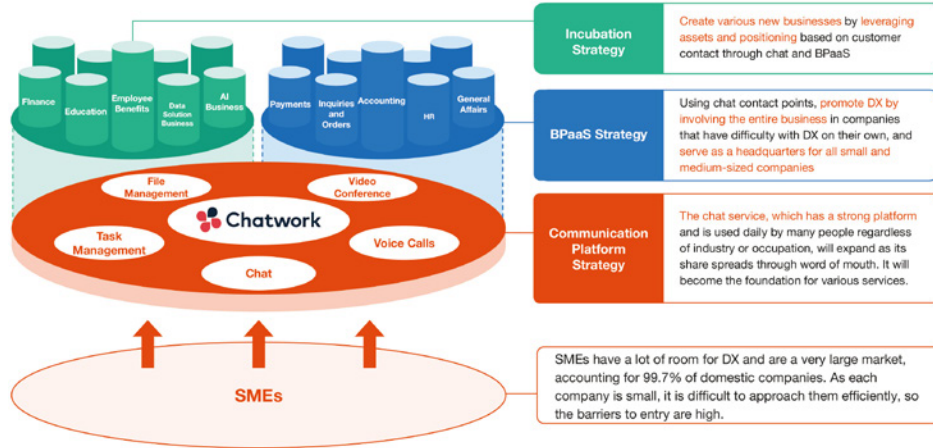 Finance
Education
Employee
Benefits
Data
Solution
Business
AI
Business
Payments
Inquiries
and
Orders
Accounting
HR
General
Affairs
File
Management
Video
Conference
Chatwork
Task
Management
Voice Calls
Chat
SMEs
Incubation
Strategy
Create various new businesses by leveraging
assets and positioning based on customer
contact through chat and BPaaS
BPaaS Strategy
Using chat contact points, promote DX by
involving the entire business in companies
that have difficulty with DX on their own, and
serve as a headquarters for all small and
medium-sized companies
Communication
Platform
Strategy
The chat service, which has a strong platform
and is used daily by many people regardless
of industry or occupation, will expand as its
share spreads through word of mouth. It will
become the foundation for various services.
SMEs have a lot of room for DX and are a very large market,
accounting for 99.7% of domestic companies. As each
company is small, it is difficult to approach them efficiently, so
the barriers to entry are high.